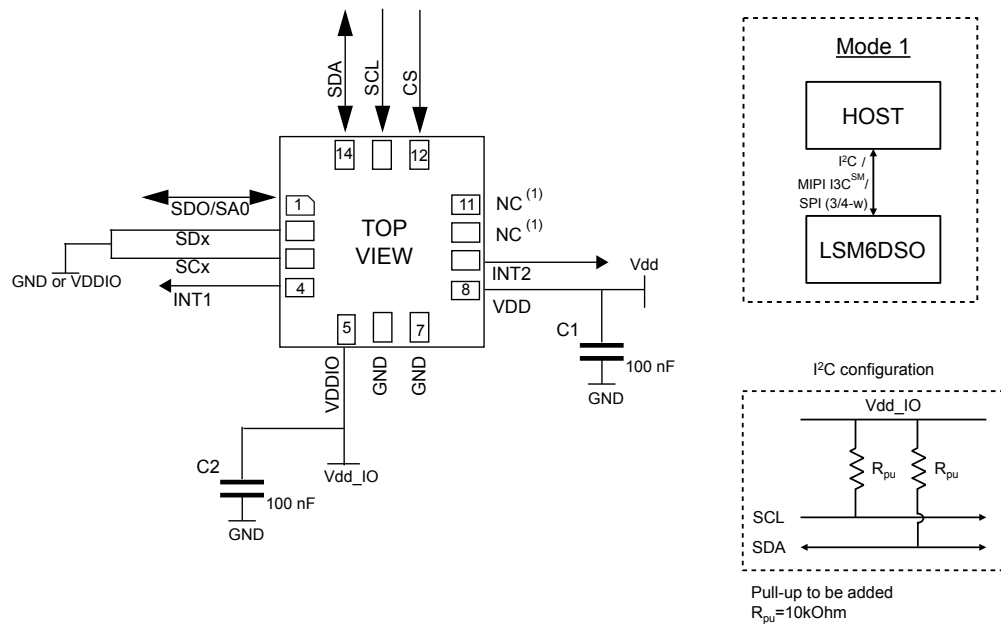 SDA
SCL
CS
14
12
1
11
NC (1)
SDO/SA0
TOP
VIEW
NC (1)
SDx
SCx
GND or VDDIO
INT1
4
INT2
8
VDD
Vdd
5
7
VDDIO
GND
GND
C1
100 nF
GND
C2
100 nF
GND
Vdd_IO
Mode 1
HOST
I²C /
MIPI I3C SM/
SPI (3/4-w)
LSM6DSO
I²C configuration
Vdd_IO
Rpu
Rpu
SCL
SDA
Pull-up to be added
Rpu=10kOhm